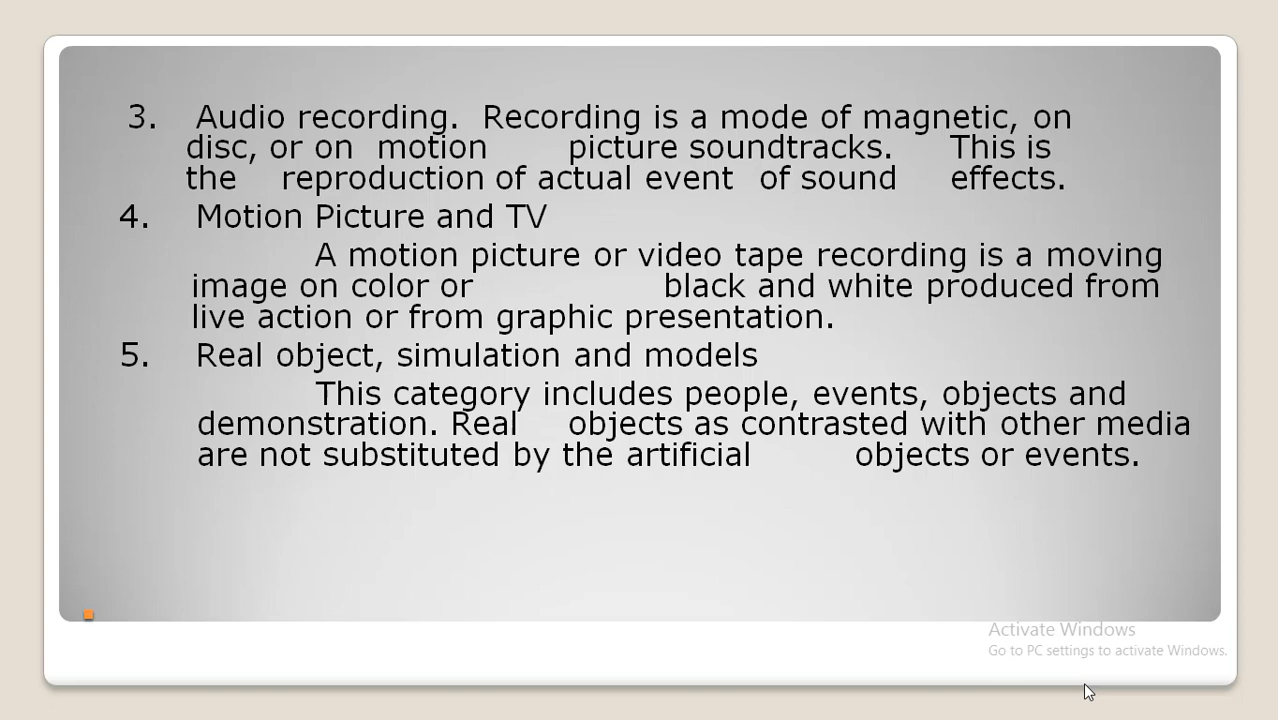 3. Audio recording. Recording is a mode of magnetic, on
disc, or on motion picture soundtracks. This is
the reproduction of actual event of sound effects.
4. Motion Picture and TV
A motion picture or video tape recording is a moving
image on color or black and white produced from
live action or from graphic presentation.
5. Real object, simulation and models
This category includes people, events, objects and
demonstration. Real objects as contrasted with other media
are not substituted by the artificial objects or events.
Activate Windows
Go to PC settings to activate Windows.